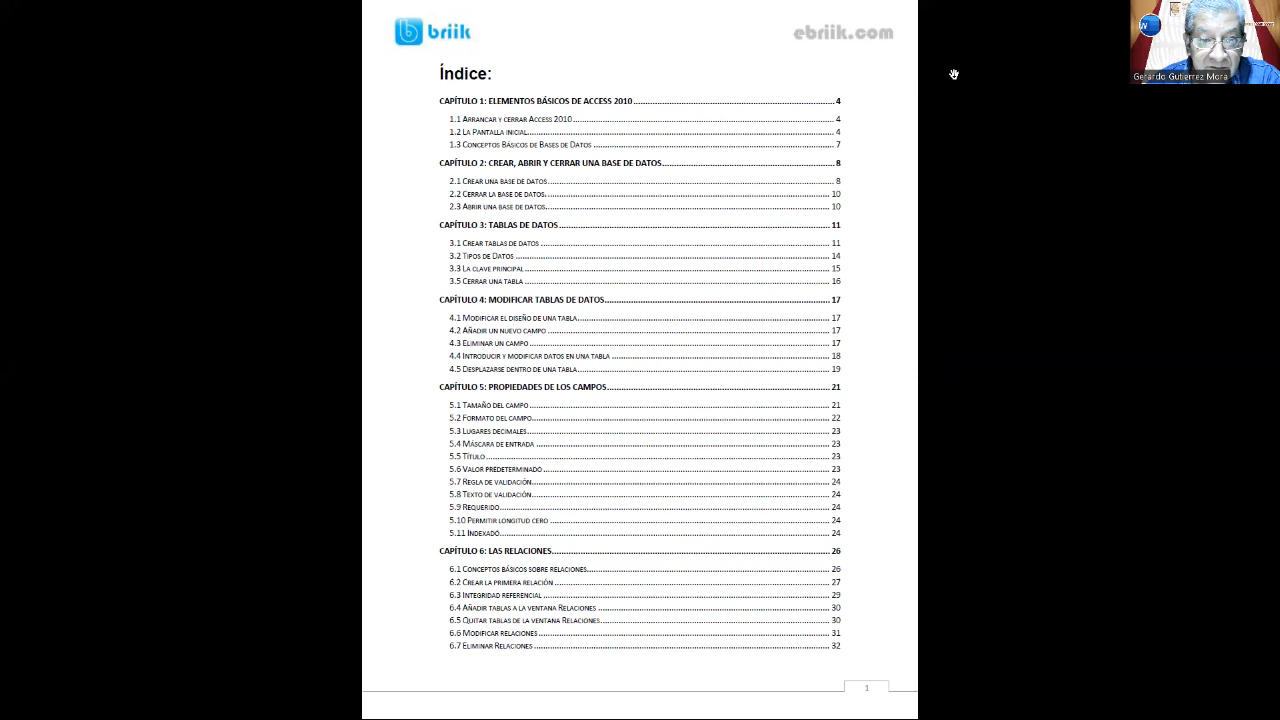 briik
ebriik.com
Índice:
CAPÍTULO 1: ELEMENTOS BÁSICOS DE ACCESS 2010 4
1.1 ARRANCAR Y CERRAR ACCESS 2010 4
1.2 LA PANTALLA INICIAL 4
1.3 CONCEPTOS BÁSICOS DE BASES DE DATOS 7
CAPÍTULO 2: CREAR, ABRIR Y CERRAR UNA BASE DE DATOS 8
2.1 CREAR UNA BASE DE DATOS 8
2.2 CERRAR LA BASE DE DATOS 10
2.3 ABRIR UNA BASE DE DATOS 10
CAPÍTULO 3: TABLAS DE DATOS 11
3.1 CREAR TABLAS DE DATOS 11
3.2 TIPOS DE DATOS 14
3.3 LA CLAVE PRINCIPAL 15
3.5 CERRAR UNA TABLA 16
CAPÍTULO 4: MODIFICAR TABLAS DE DATOS 17
4.1 MODIFICAR EL DISEÑO DE UNA TABLA 17
4.2 AÑADIR UN NUEVO CAMPO 17
4.3 ELIMINAR UN CAMPO 17
4.4 INTRODUCIR Y MODIFICAR DATOS EN UNA TABLA 18
4.5 DESPLAZARSE DENTRO DE UNA TABLA 19
CAPÍTULO 5: PROPIEDADES DE LOS CAMPOS 21
5.1 TAMAÑO DEL CAMPO 21
5.2 FORMATO DEL CAMPO 22
5.3 LUGARES DECIMALES 23
5.4 MÁSCARA DE ENTRADA 23
5.5 TÍTULO 23
5.6 VALOR PREDETERMINADO 23
5.7 REGLA DE VALIDACIÓN 24
5.8 TEXTO DE VALIDACIÓN 24
5.9 REQUERIDO 24
5.10 PERMITIR LONGITUD CERO 24
5.11 INDEXADO 24
CAPÍTULO 6: LAS RELACIONES 26
6.1 CONCEPTOS BÁSICOS SOBRE RELACIONES 26
6.2 CREAR LA PRIMERA RELACIÓN 27
6.3 INTEGRIDAD REFERENCIAL 29
6.4 AÑADIR TABLAS A LA VENTANA RELACIONES 30
6.5 QUITAR TABLAS DE LA VENTANA RELACIONES 30
6.6 MODIFICAR RELACIONES 31
6.7 ELIMINAR RELACIONES 32
1
Gerardo Gutierrez Mora